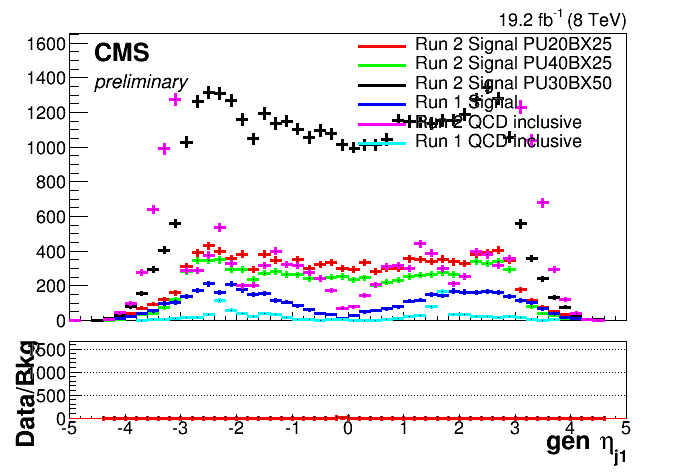 19.2 fb⁻¹ (8 TeV)
CMS
preliminary
Run 2 Signal PU20BX25
Run 2 Signal PU40BX25
Run 2 Signal PU30BX50
Run 1 Signal
Run 2 QCD inclusive
Run 1 QCD inclusive
1600
1400
1200
1000
800
600
400
200
0
Data/Bkg
1500
1000
500
0
-5 -4 -3 -2 -1 0 1 2 3 4 5
gen η_j1